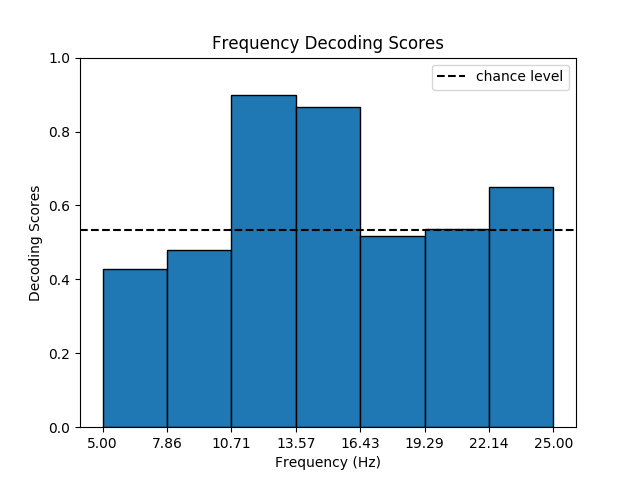 Frequency Decoding Scores
chance level
1.0
0.8
0.6
0.4
0.2
0.0
Decoding Scores
5.00 7.86 10.71 13.57 16.43 19.29 22.14 25.00
Frequency (Hz)